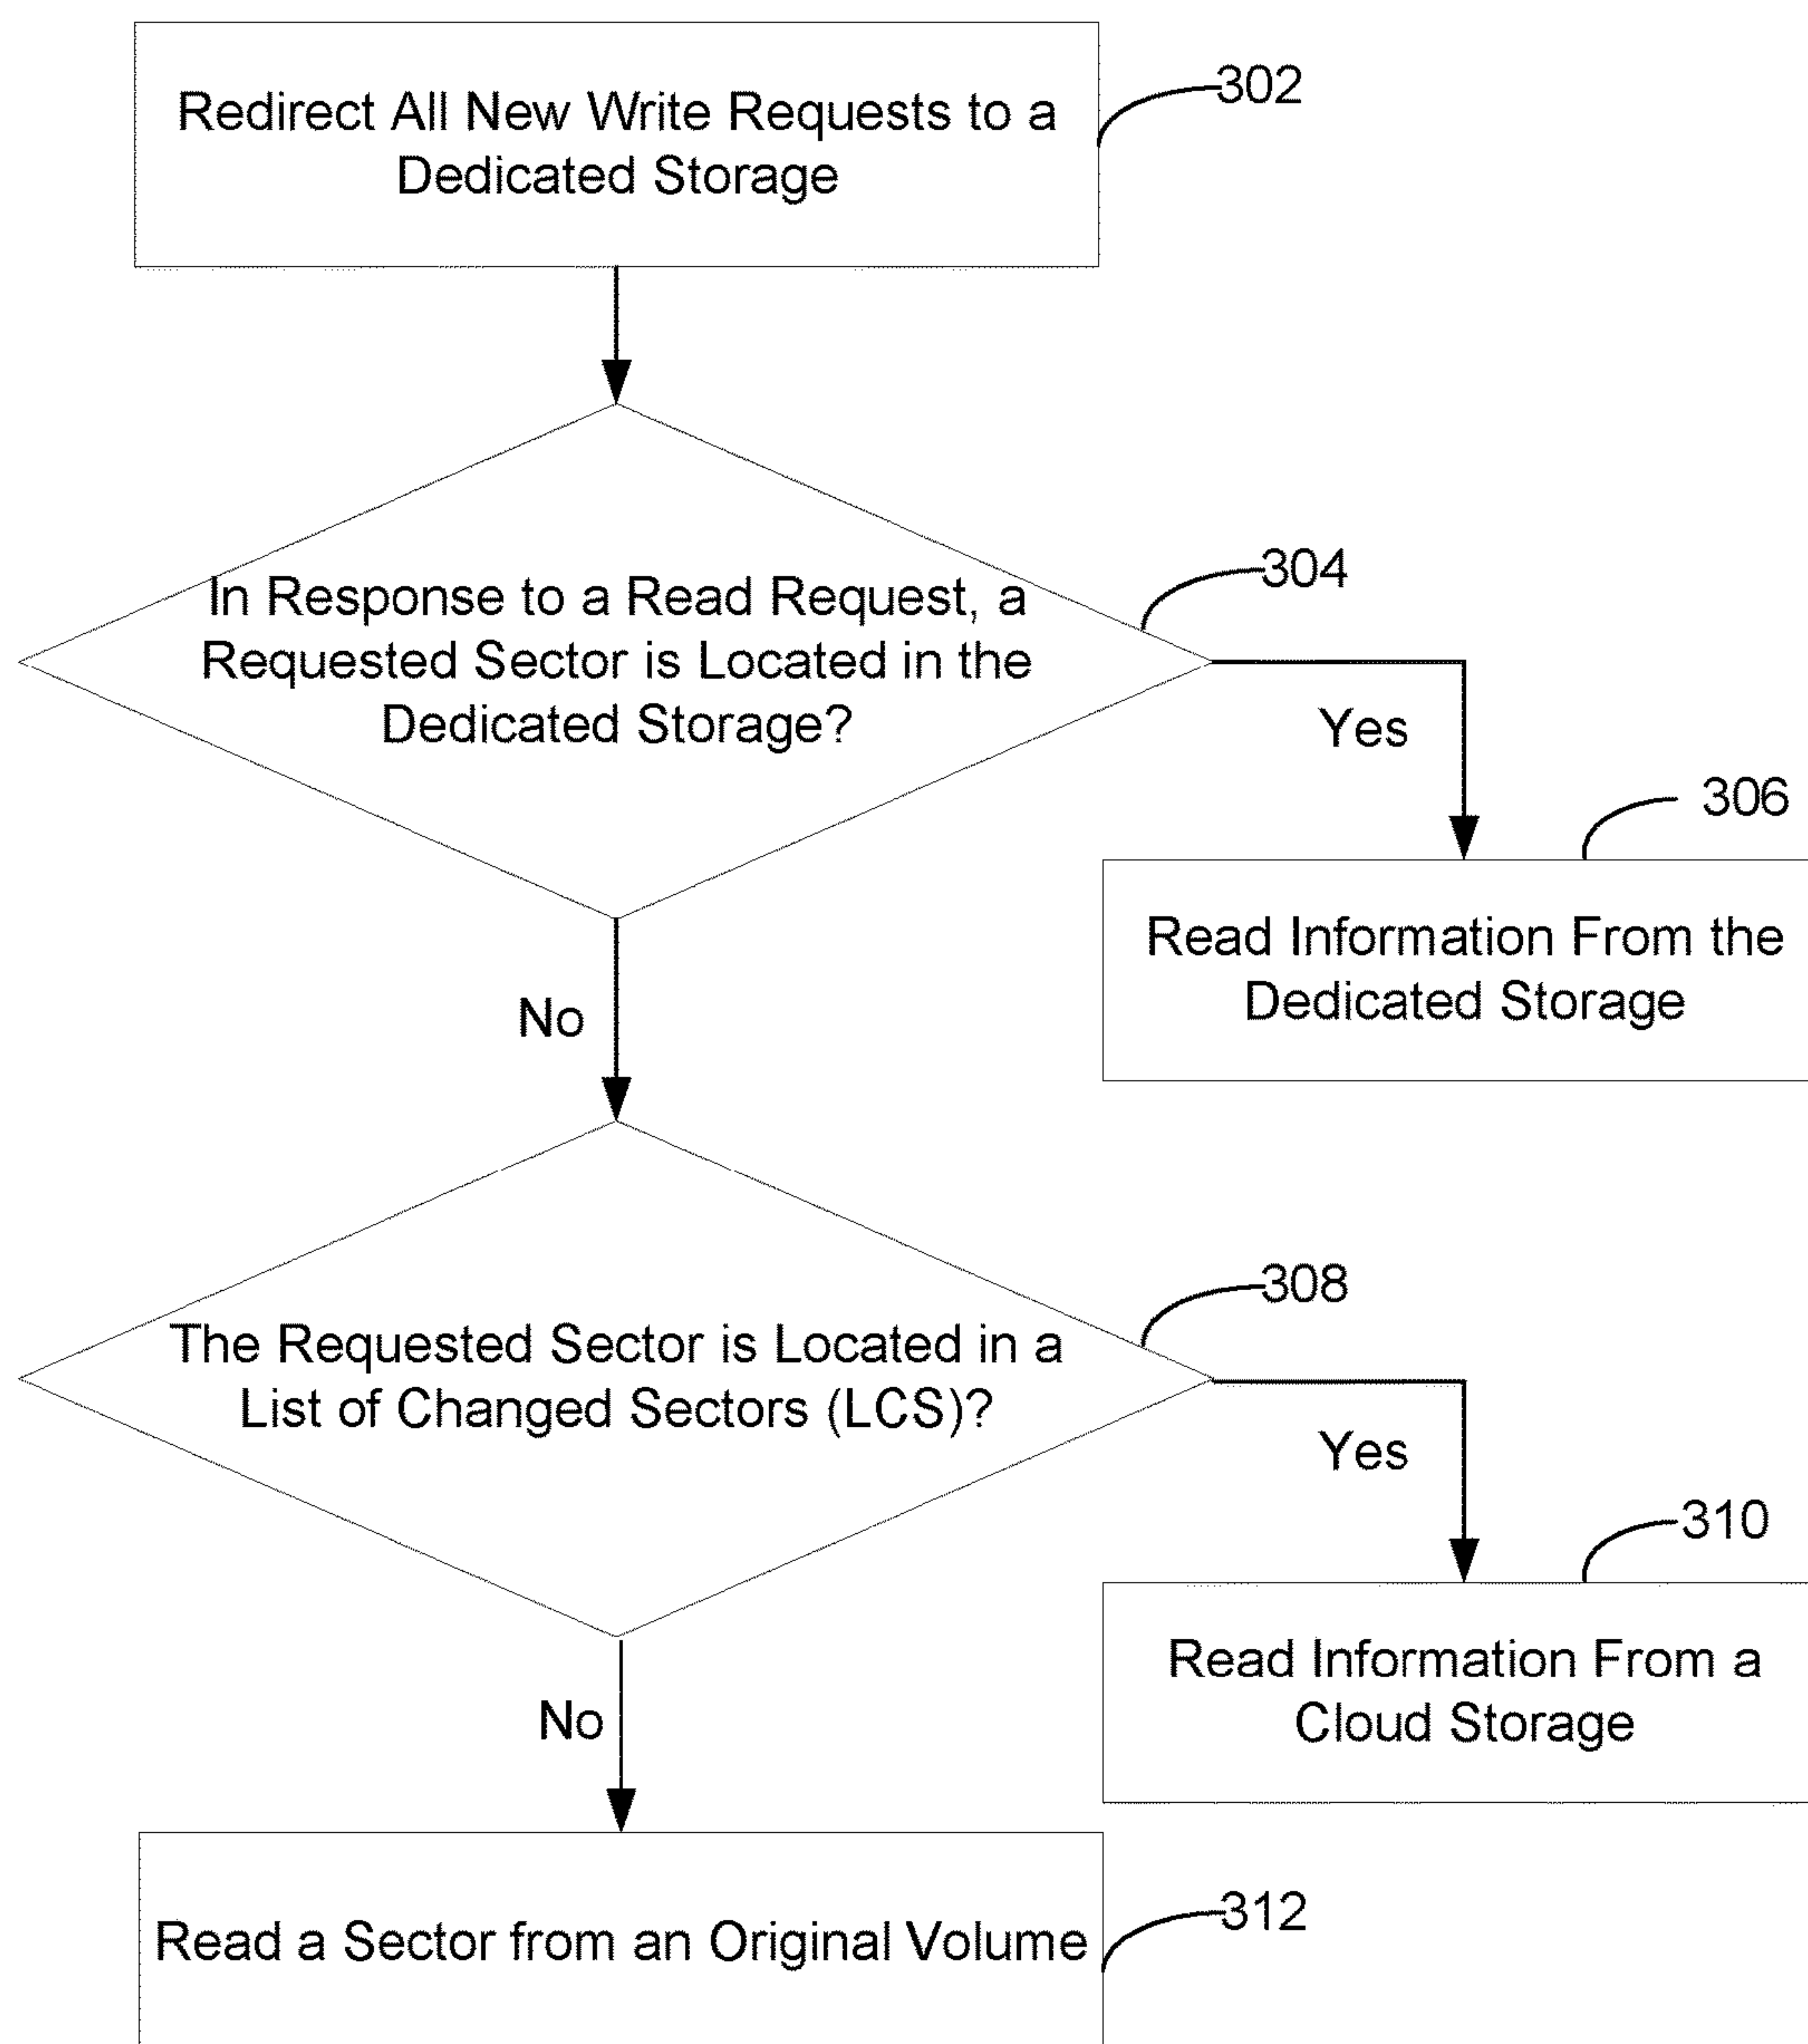 Redirect All New Write Requests to a
Dedicated Storage
302
In Response to a Read Request, a
Requested Sector is Located in the
Dedicated Storage?
304
Yes
306
Read Information From the
Dedicated Storage
No
308
The Requested Sector is Located in a
List of Changed Sectors (LCS)?
Yes
310
Read Information From a
Cloud Storage
No
Read a Sector from an Original Volume
312